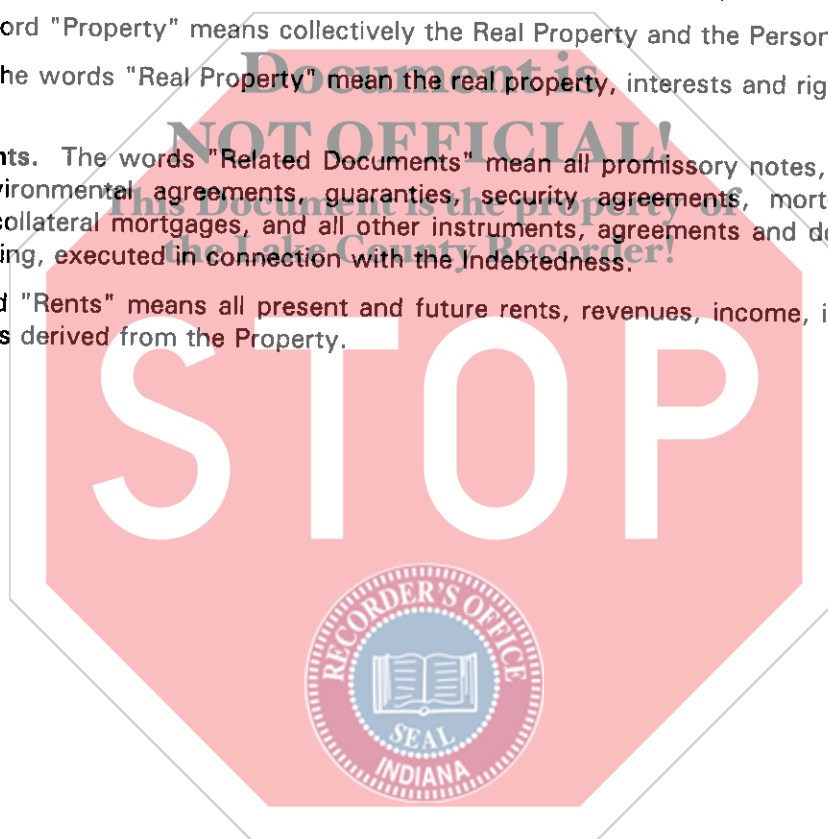 ord "Property" means collectively the Real Property and the Person
Document is
he words "Real Property" mean the real property, interests and rig
NOT OFFICIAL!
nts. The words "Related Documents" mean all promissory notes,
vironmental agreements, guaranties, security agreements, mort
This Document is the property of
collateral mortgages, and all other instruments, agreements and do
the Lake County Recorder!
ing, executed in connection with the Indebtedness.
d "Rents" means all present and future rents, revenues, income, i
s derived from the Property.
STOP
RECORDER'S OFFICE
SEAL
INDIANA